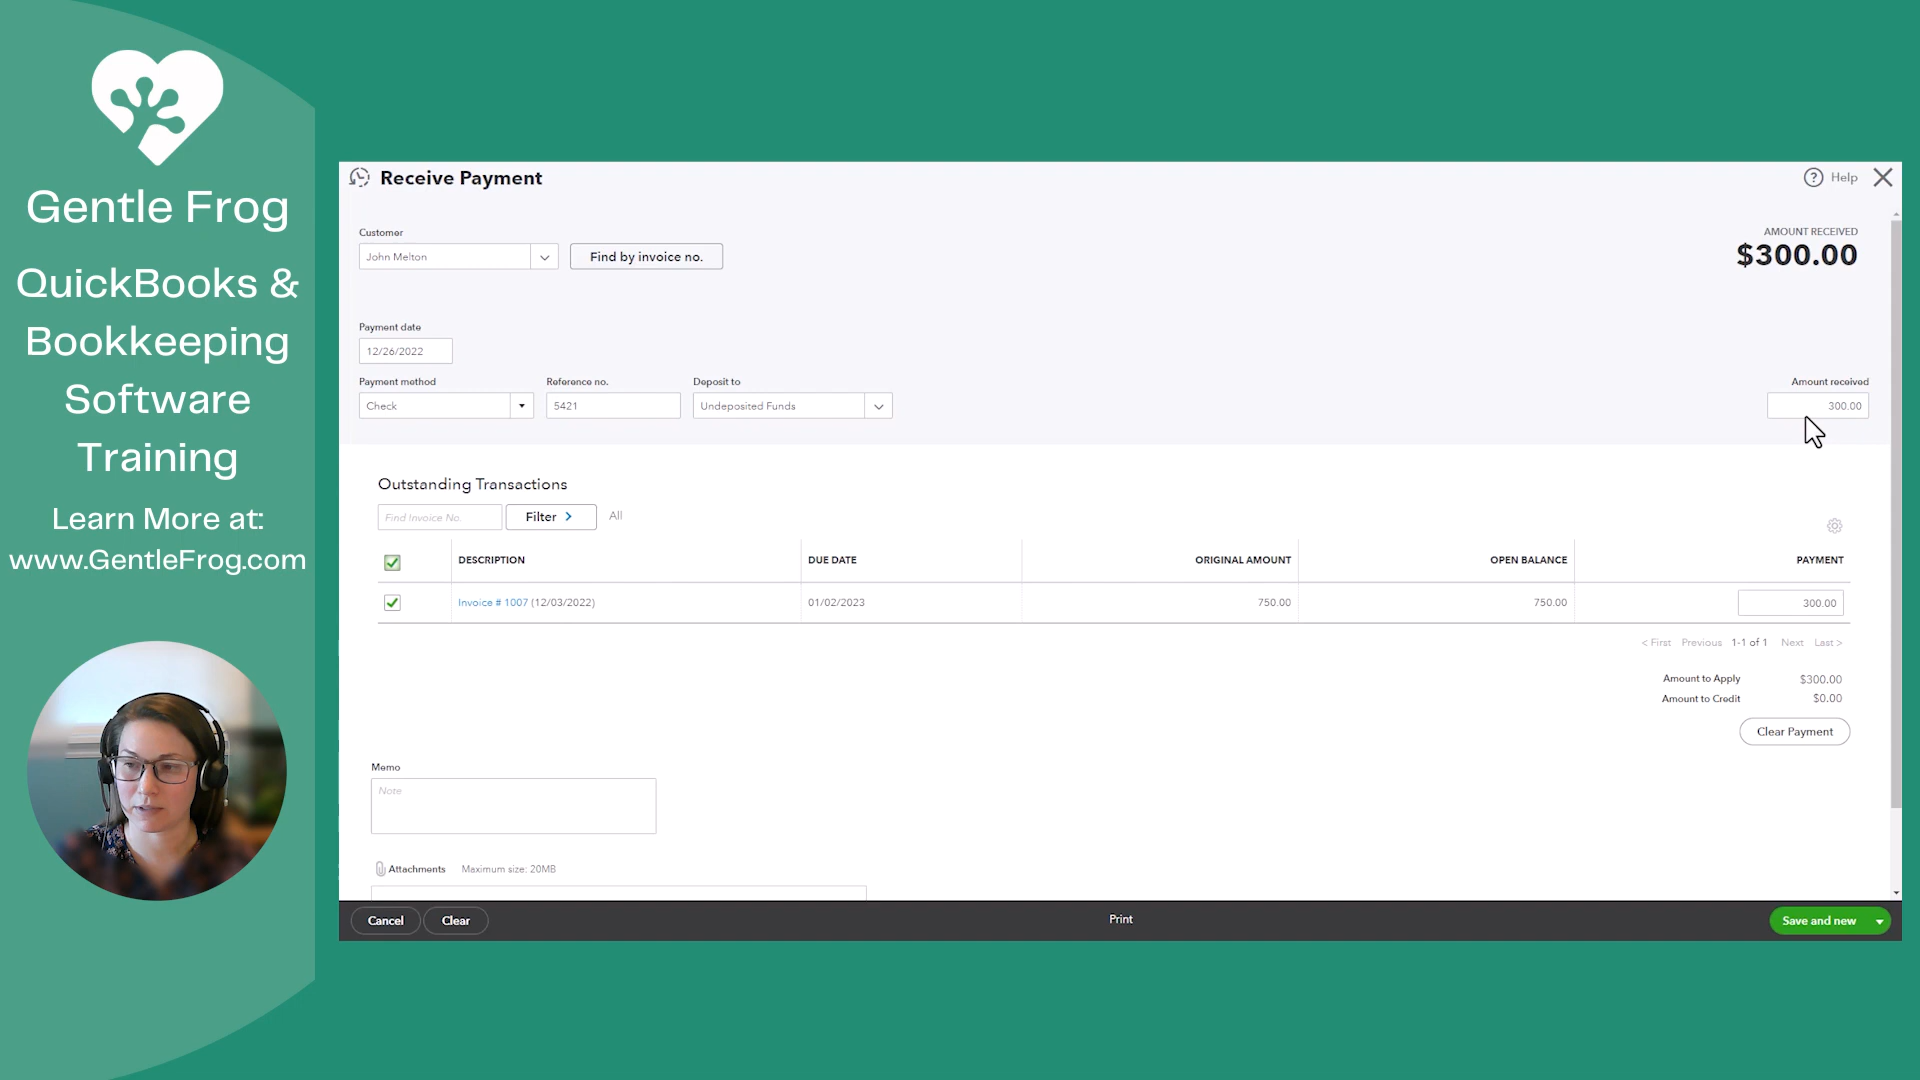 Gentle Frog
QuickBooks &
Bookkeeping
Software
Training
Learn More at:
www.GentleFrog.com
Receive Payment
Help
Customer
John Melton
Find by invoice no.
AMOUNT RECEIVED
$300.00
Payment date
12/26/2022
Payment method
Reference no.
Deposit to
Amount received
Check
5421
Undeposited Funds
300.00
Outstanding Transactions
Find Invoice No.
Filter >
All
DESCRIPTION DUE DATE ORIGINAL AMOUNT OPEN BALANCE PAYMENT
Invoice # 1007 (12/03/2022) 01/02/2023 750.00 750.00 300.00
< First Previous 1-1 of 1 Next Last >
Amount to Apply $300.00
Amount to Credit $0.00
Clear Payment
Memo
Note
Attachments Maximum size: 20MB
Cancel Clear Print Save and new